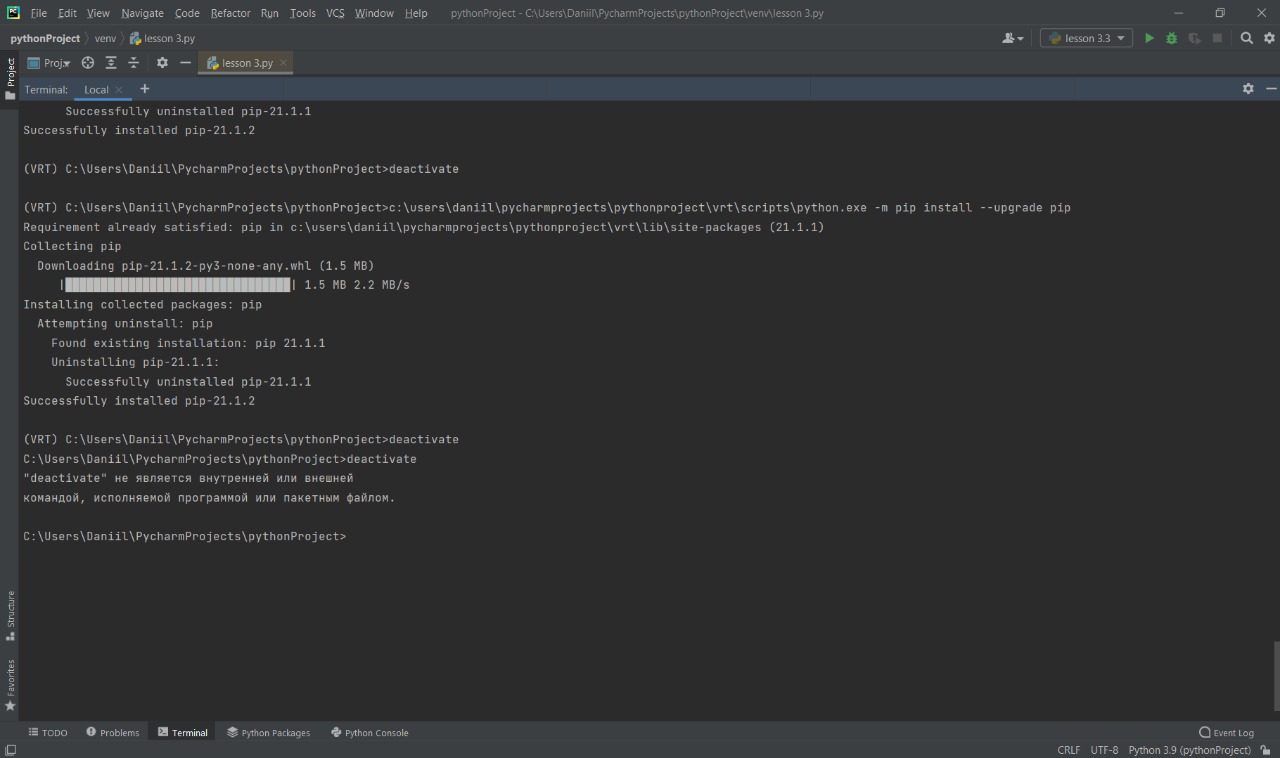 File Edit View Navigate Code Refactor Run Tools VCS Window Help pythonProject - C:\Users\Daniil\PycharmProjects\pythonProject\venv\lesson 3.py
pythonProject venv lesson 3.py lesson 3.3
Project Proj lesson 3.py
Terminal: Local
Successfully uninstalled pip-21.1.1
Successfully installed pip-21.1.2
(VRT) C:\Users\Daniil\PycharmProjects\pythonProject>deactivate
(VRT) C:\Users\Daniil\PycharmProjects\pythonProject>c:\users\daniil\pycharmprojects\pythonproject\vrt\scripts\python.exe -m pip install --upgrade pip
Requirement already satisfied: pip in c:\users\daniil\pycharmprojects\pythonproject\vrt\lib\site-packages (21.1.1)
Collecting pip
Downloading pip-21.1.2-py3-none-any.whl (1.5 MB)
|████████████████████████████████| 1.5 MB 2.2 MB/s
Installing collected packages: pip
Attempting uninstall: pip
Found existing installation: pip 21.1.1
Uninstalling pip-21.1.1:
Successfully uninstalled pip-21.1.1
Successfully installed pip-21.1.2
(VRT) C:\Users\Daniil\PycharmProjects\pythonProject>deactivate
C:\Users\Daniil\PycharmProjects\pythonProject>deactivate
"deactivate" не является внутренней или внешней
командой, исполняемой программой или пакетным файлом.
C:\Users\Daniil\PycharmProjects\pythonProject>
Structure
Favorites
TODO Problems Terminal Python Packages Python Console Event Log
CRLF UTF-8 Python 3.9 (pythonProject)